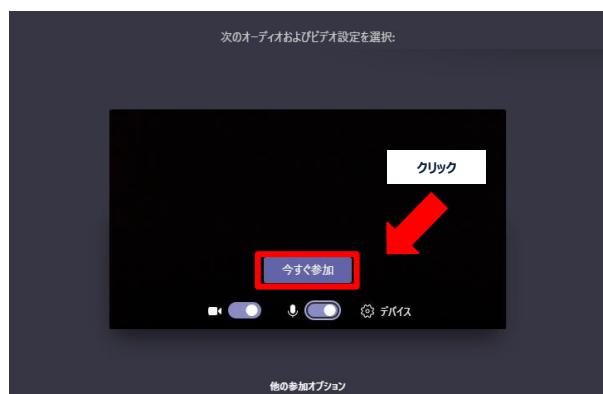 次のオーディオおよびビデオ設定を選択:
クリック
今すぐ参加
デバイス
他の参加オプション